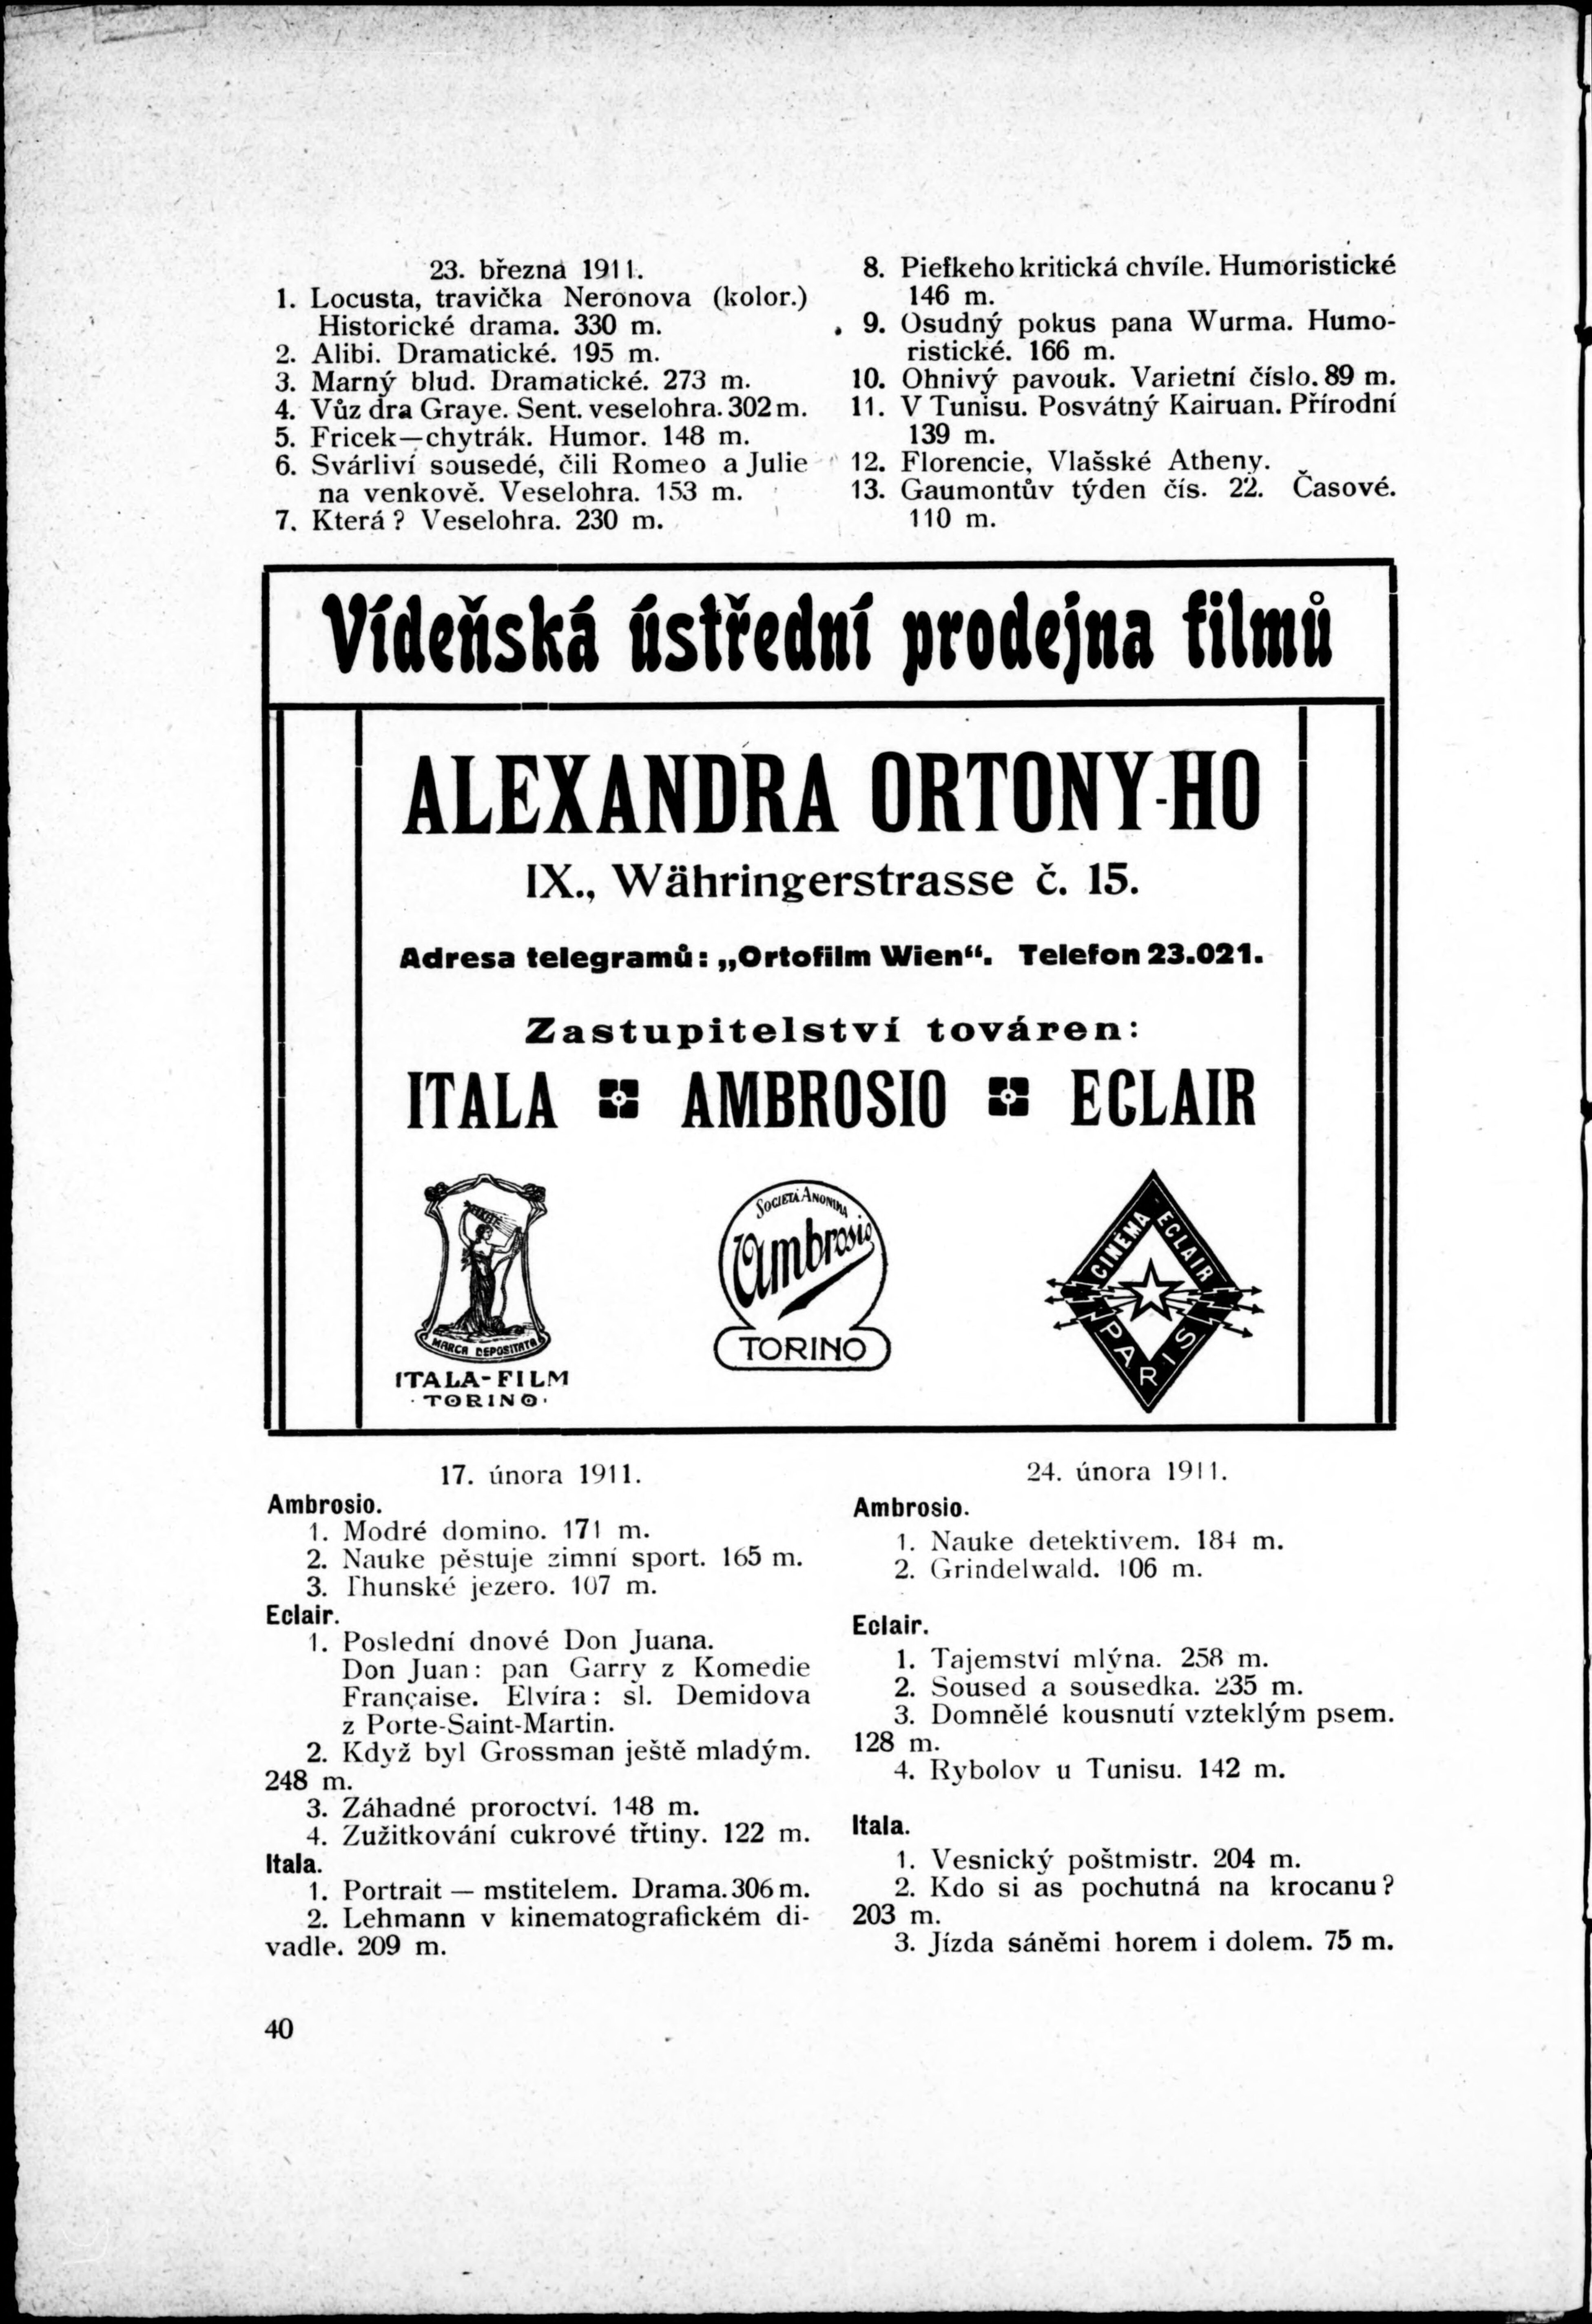 23. března 1911.
1. Locusta, travička Neronova (kolor.)
Historické drama. 330 m.
2. Alibi. Dramatické. 195 m.
3. Marný blud. Dramatické. 273 m.
4. Vůz dra Graye. Sent. veselohra. 302 m.
5. Fricek—chytrák. Humor. 148 m.
6. Svárliví sousedé, čili Romeo a Julie
na venkově. Veselohra. 153 m.
7. Která? Veselohra. 230 m.
8. Piefkeho kritická chvíle. Humoristické
146 m.
9. Osudný pokus pana Wurma. Humo-
ristické. 166 m.
10. Ohnivý pavouk. Varietní číslo. 89 m.
11. V Tunisu. Posvátný Kairuan. Přírodní
139 m.
12. Florencie, Vlašské Atheny.
13. Gaumontův týden čís. 22. Časové.
110 m.
Vídeňská ústřední prodejna filmů
ALEXANDRA ORTONY-HO
IX., Währingerstrasse č. 15.
Adresa telegramů: „Ortofilm Wien“. Telefon 23.021.
Zastupitelství továren:
ITALA AMBROSIO ECLAIR
FIXITÉ
MARCA DEPOSITATA
ITALA-FILM
· TORINO ·
SOCIETÀ ANONIMA
Ambrosio
TORINO
CINÉMA ECLAIR
PARIS
17. února 1911.
Ambrosio.
1. Modré domino. 171 m.
2. Nauke pěstuje zimní sport. 165 m.
3. Thunské jezero. 107 m.
Eclair.
1. Poslední dnové Don Juana.
Don Juan: pan Garry z Komedie
Française. Elvíra: sl. Demidova
z Porte-Saint-Martin.
2. Když byl Grossman ještě mladým.
248 m.
3. Záhadné proroctví. 148 m.
4. Zužitkování cukrové třtiny. 122 m.
Itala.
1. Portrait — mstitelem. Drama. 306 m.
2. Lehmann v kinematografickém di-
vadle. 209 m.
24. února 1911.
Ambrosio.
1. Nauke detektivem. 184 m.
2. Grindelwald. 106 m.
Eclair.
1. Tajemství mlýna. 258 m.
2. Soused a sousedka. 235 m.
3. Domnělé kousnutí vzteklým psem.
128 m.
4. Rybolov u Tunisu. 142 m.
Itala.
1. Vesnický poštmistr. 204 m.
2. Kdo si as pochutná na krocanu?
203 m.
3. Jízda sáněmi horem i dolem. 75 m.
40